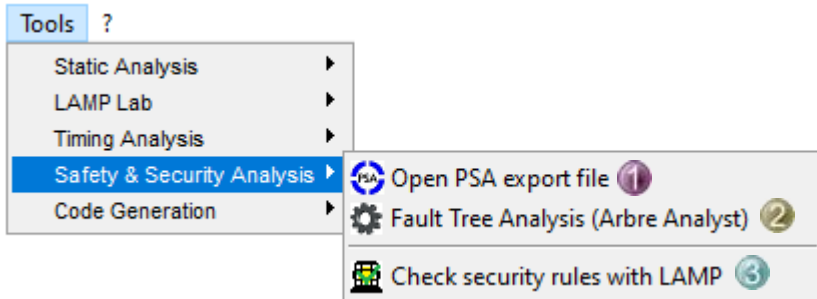 Tools ?
Static Analysis
LAMP Lab
Timing Analysis
Safety & Security Analysis
Code Generation
PSA Open PSA export file 1
Fault Tree Analysis (Arbre Analyst) 2
Check security rules with LAMP 3